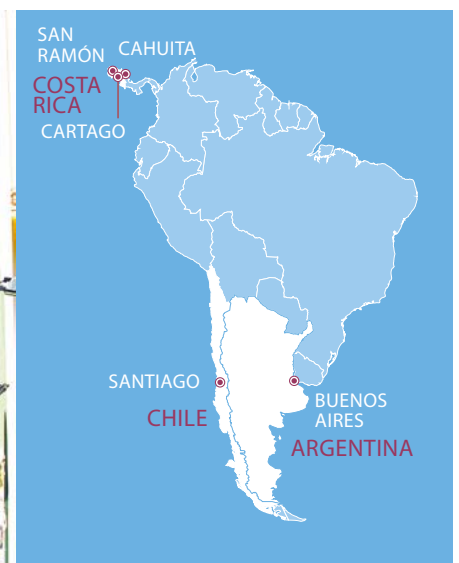 SAN
RAMÓN
CAHUITA
COSTA
RICA
CARTAGO
SANTIAGO
CHILE
BUENOS
AIRES
ARGENTINA